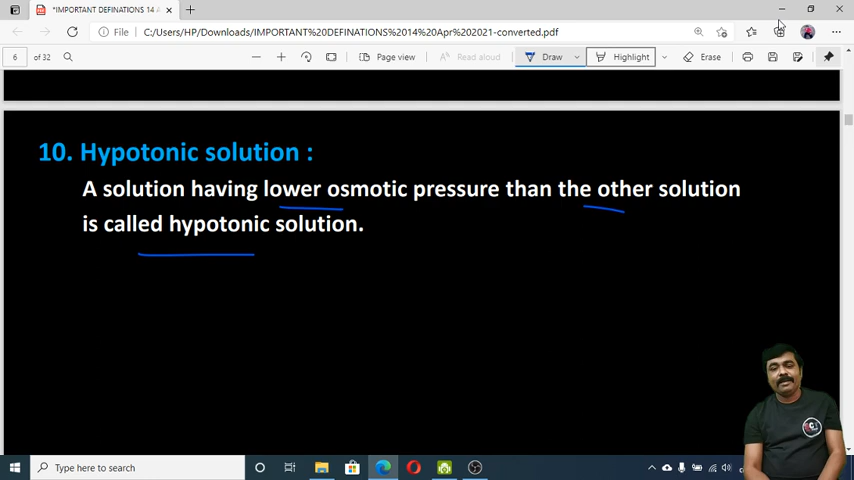 *IMPORTANT DEFINATIONS 14 A
File
C:/Users/HP/Downloads/IMPORTANT%20DEFINATIONS%2014%20Apr%202021-converted.pdf
6 of 32
Page view
Read aloud
Draw
Highlight
Erase
10. Hypotonic solution :
A solution having lower osmotic pressure than the other solution
is called hypotonic solution.
Type here to search